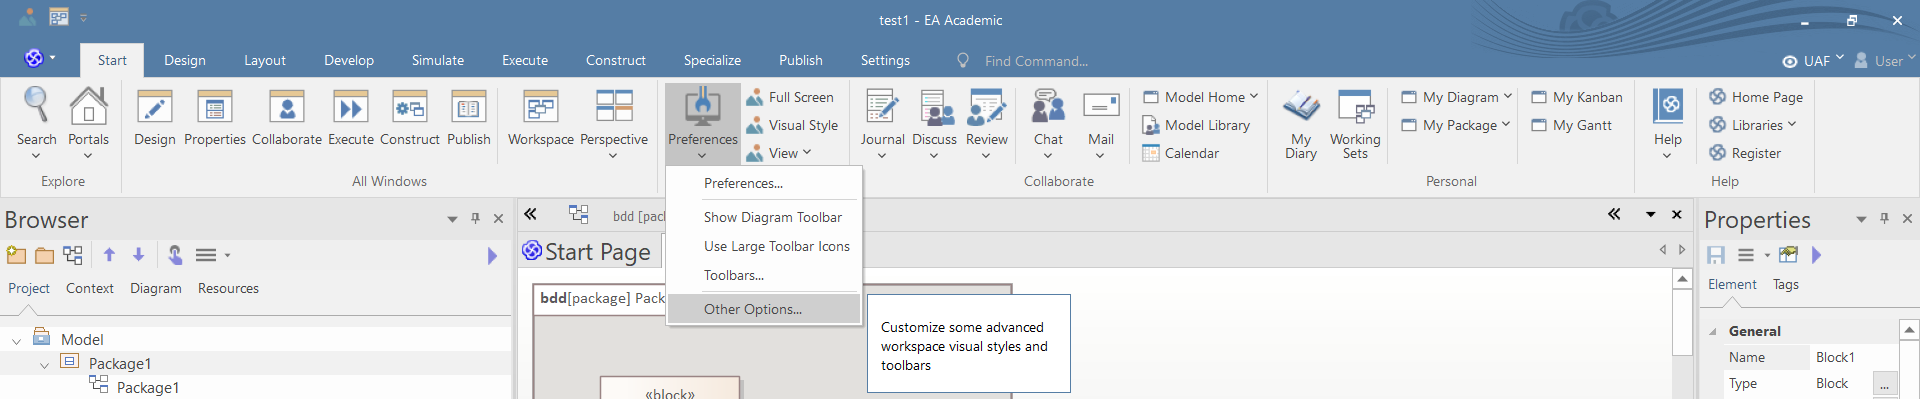 test1 - EA Academic
Start Design Layout Develop Simulate Execute Construct Specialize Publish Settings Find Command... UAF User
Search Portals Design Properties Collaborate Execute Construct Publish Workspace Perspective Preferences
Full Screen
Visual Style
View
Journal Discuss Review Chat Mail
Model Home
Model Library
Calendar
My Diary
Working Sets
My Diagram
My Package
My Kanban
My Gantt
Help
Home Page
Libraries
Register
Explore All Windows Collaborate Personal Help
Preferences...
Show Diagram Toolbar
Use Large Toolbar Icons
Toolbars...
Other Options...
Customize some advanced
workspace visual styles and
toolbars
Browser
Project Context Diagram Resources
Model
Package1
Package1
bdd [pac
Start Page
bdd[package] Pack
«block»
Properties
Element Tags
General
Name Block1
Type Block ...